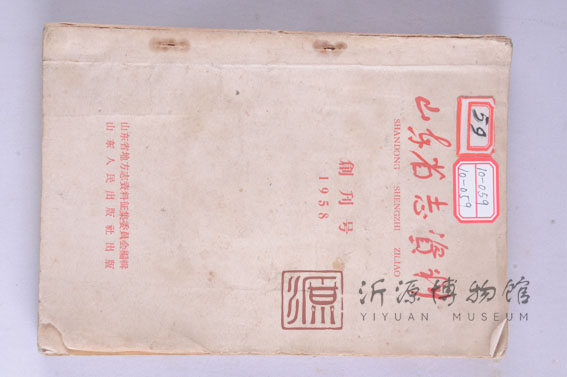 山东省志资料
SHANDONG SHENGZHI ZILIAO
59
10-059
10-059
創刊号
1958
山东省地方志資料征集委員会編輯
山东人民出版社出版
源
沂源博物馆
YIYUAN MUSEUM